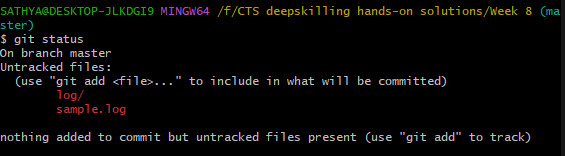 SATHYA@DESKTOP-JLKDGI9 MINGW64 /f/CTS deepskilling hands-on solutions/Week 8 (ma
ster)
$ git status
On branch master
Untracked files:
  (use "git add <file>..." to include in what will be committed)
        log/
        sample.log

nothing added to commit but untracked files present (use "git add" to track)